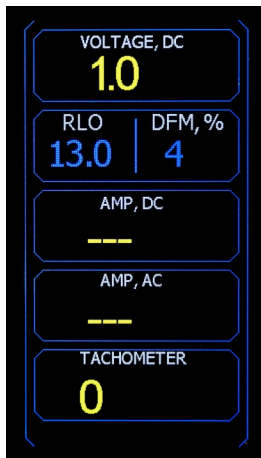 VOLTAGE, DC
1.0
RLO DFM, %
13.0 4
AMP, DC
---
AMP, AC
---
TACHOMETER
0